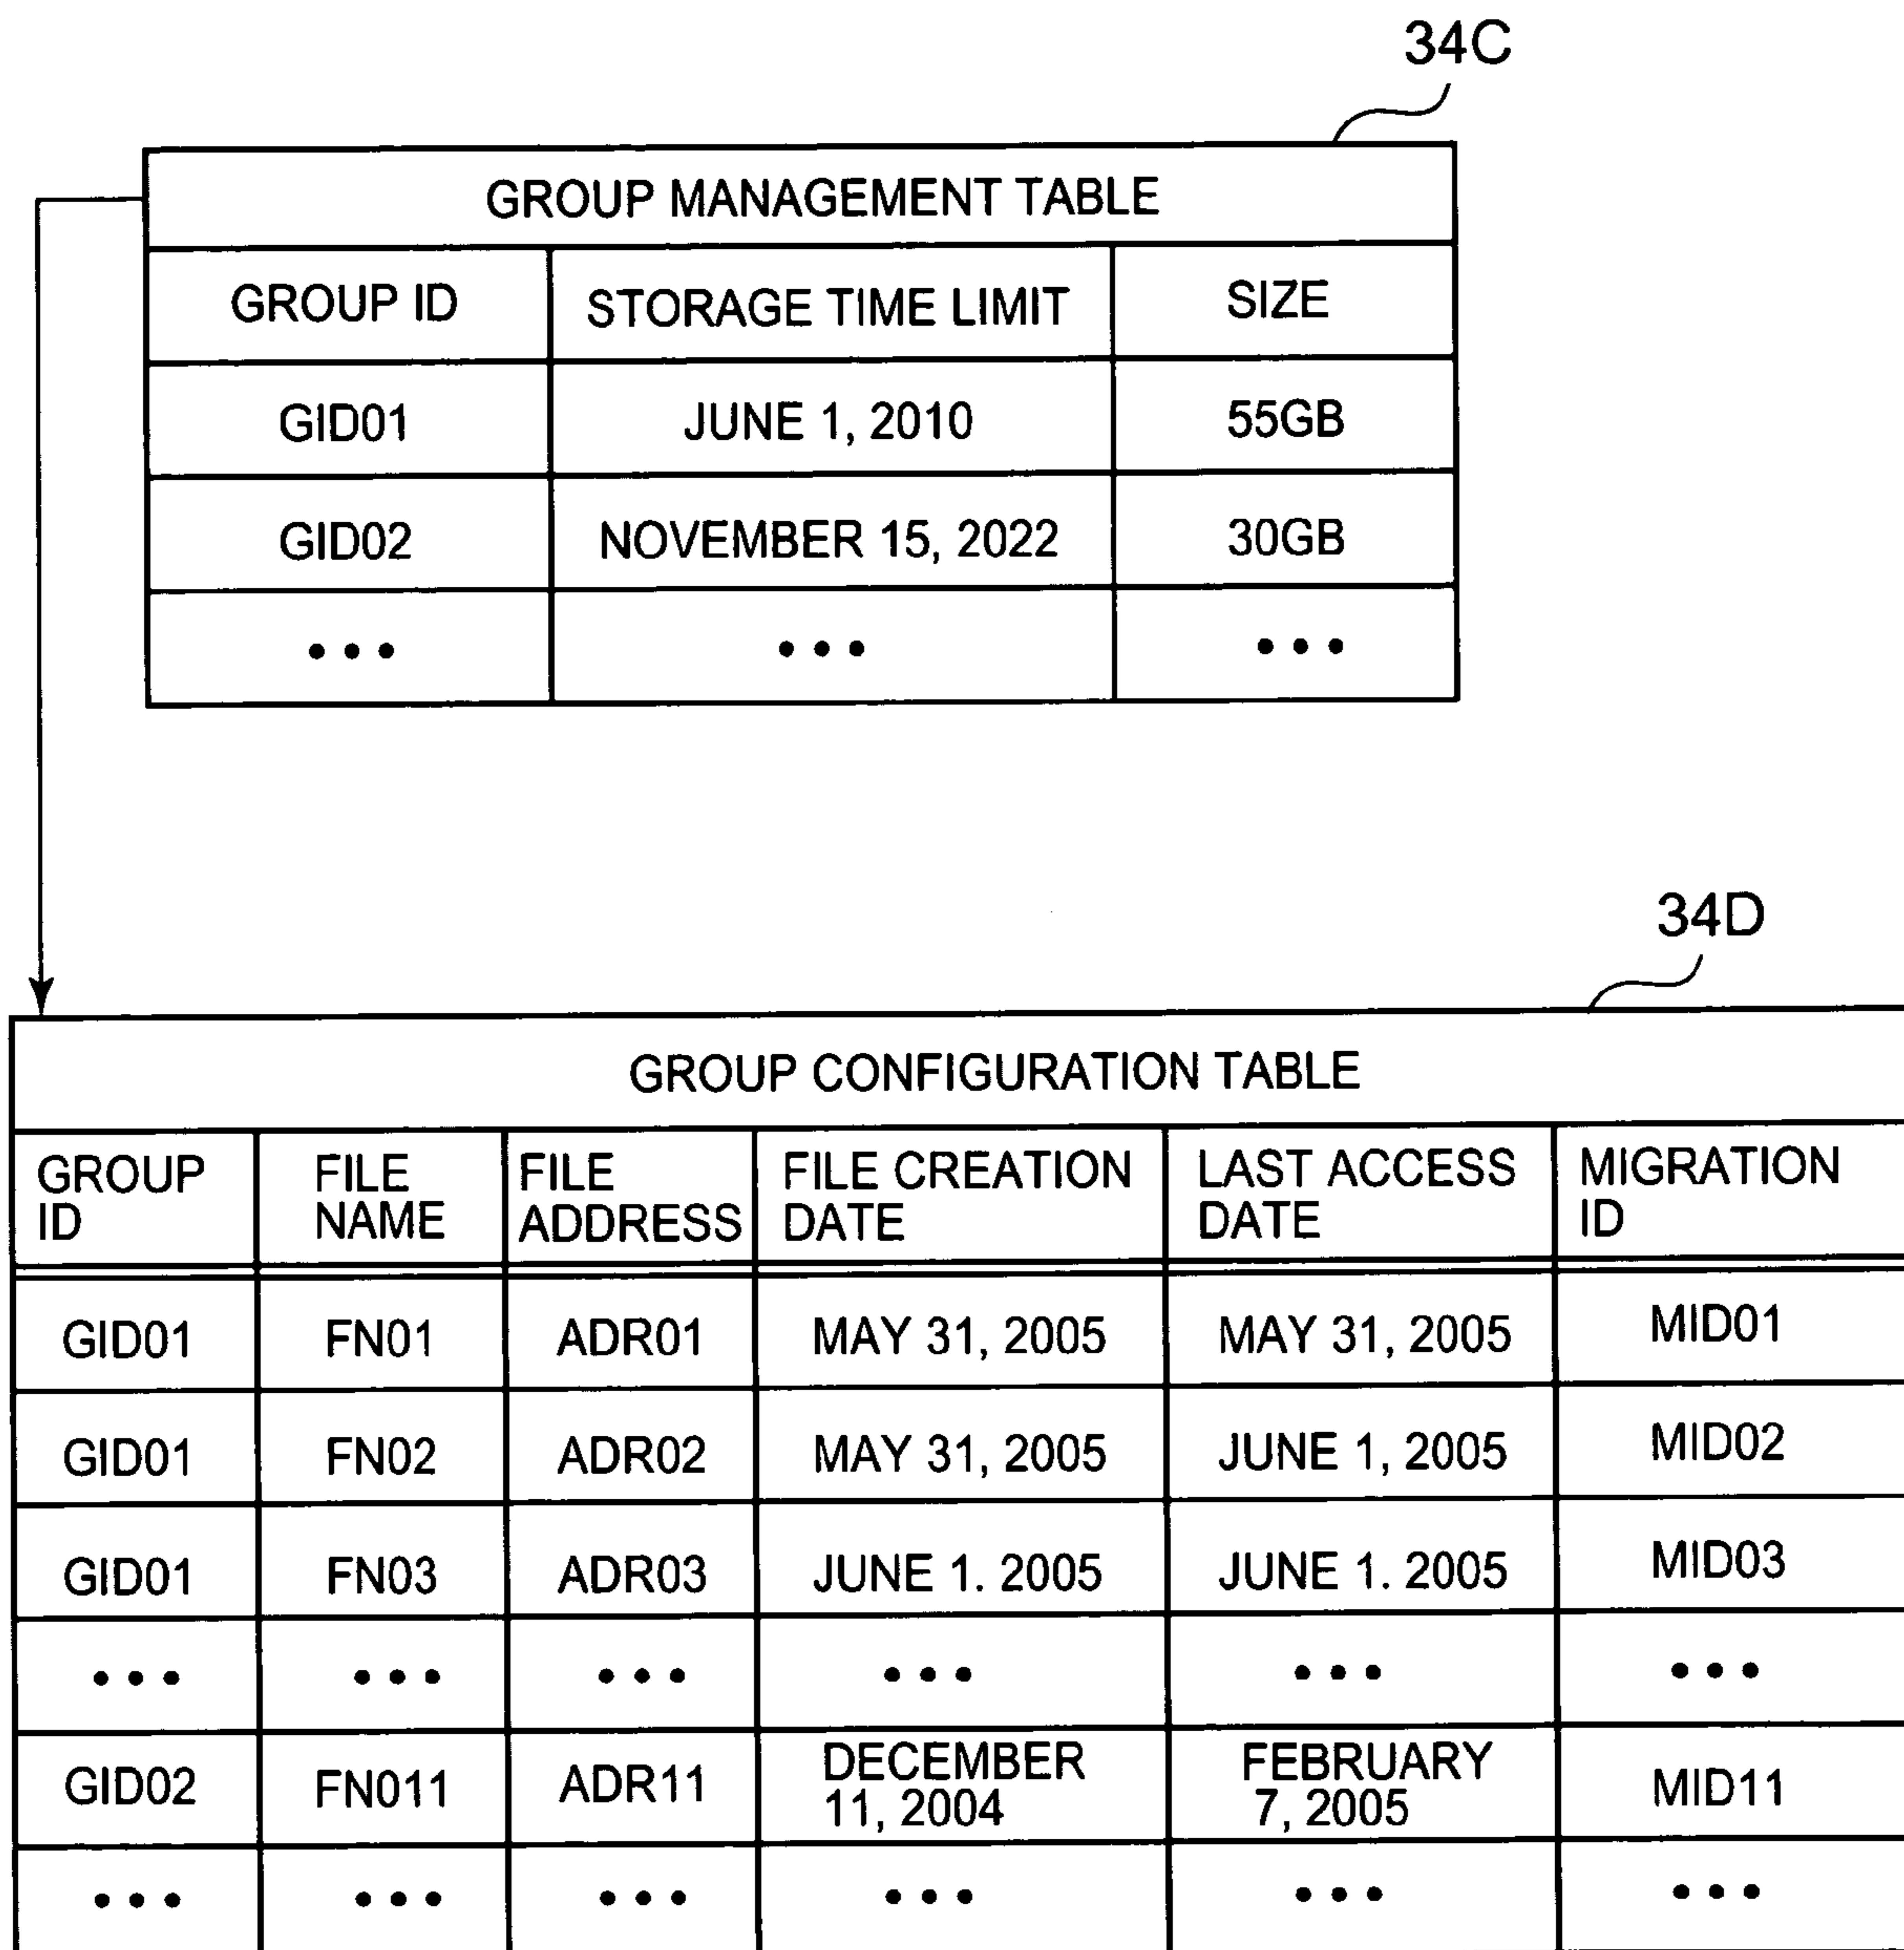 34C
GROUP MANAGEMENT TABLE
GROUP ID STORAGE TIME LIMIT SIZE
GID01 JUNE 1, 2010 55GB
GID02 NOVEMBER 15, 2022 30GB
••• ••• •••
34D
GROUP CONFIGURATION TABLE
GROUP FILE FILE FILE CREATION LAST ACCESS MIGRATION
ID NAME ADDRESS DATE DATE ID
GID01 FN01 ADR01 MAY 31, 2005 MAY 31, 2005 MID01
GID01 FN02 ADR02 MAY 31, 2005 JUNE 1, 2005 MID02
GID01 FN03 ADR03 JUNE 1. 2005 JUNE 1. 2005 MID03
••• ••• ••• ••• ••• •••
GID02 FN011 ADR11 DECEMBER FEBRUARY MID11
11, 2004 7, 2005
••• ••• ••• ••• ••• •••